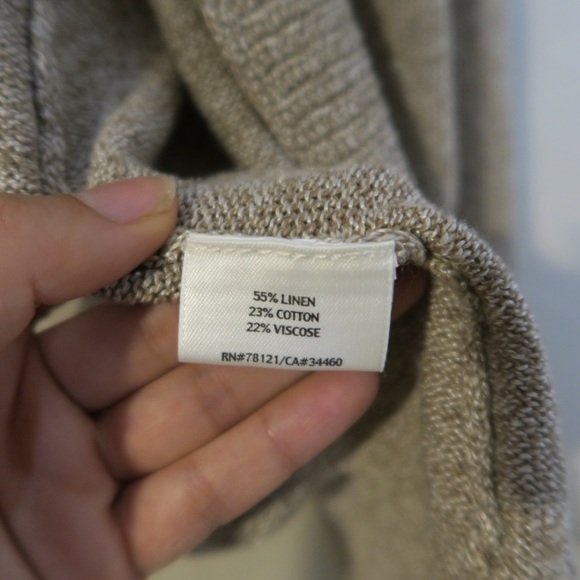 55% LINEN
23% COTTON
22% VISCOSE
RN#78121/CA#34460